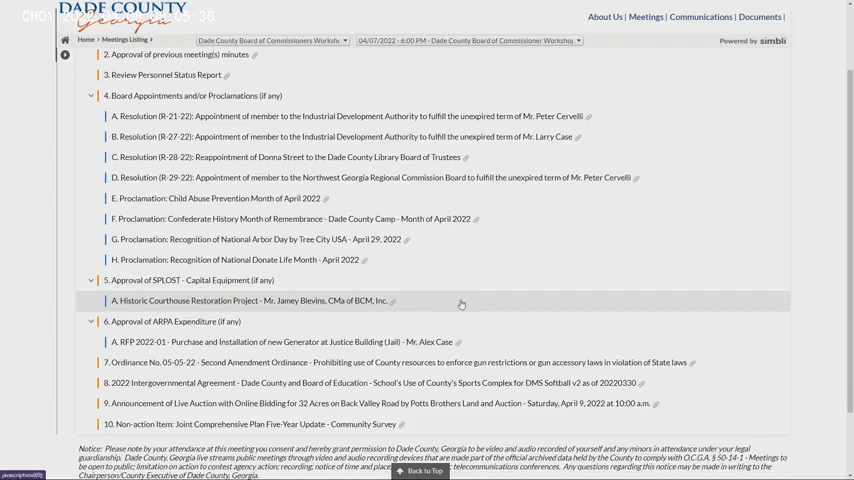 DADE COUNTY
Georgia
About Us | Meetings | Communications | Documents |
Home > Meetings Listing >
Dade County Board of Commissioners Worksho
04/07/2022 - 6:00 PM - Dade County Board of Commissioner Workshop
Powered by simbli
2. Approval of previous meeting(s) minutes
3. Review Personnel Status Report
4. Board Appointments and/or Proclamations (if any)
A. Resolution (R-21-22): Appointment of member to the Industrial Development Authority to fulfill the unexpired term of Mr. Peter Cervelli
B. Resolution (R-27-22): Appointment of member to the Industrial Development Authority to fulfill the unexpired term of Mr. Larry Case
C. Resolution (R-28-22): Reappointment of Donna Street to the Dade County Library Board of Trustees
D. Resolution (R-29-22): Appointment of member to the Northwest Georgia Regional Commission Board to fulfill the unexpired term of Mr. Peter Cervelli
E. Proclamation: Child Abuse Prevention Month of April 2022
F. Proclamation: Confederate History Month of Remembrance - Dade County Camp - Month of April 2022
G. Proclamation: Recognition of National Arbor Day by Tree City USA - April 29, 2022
H. Proclamation: Recognition of National Donate Life Month - April 2022
5. Approval of SPLOST - Capital Equipment (if any)
A. Historic Courthouse Restoration Project - Mr. Jamey Blevins, CMa of BCM, Inc.
6. Approval of ARPA Expenditure (if any)
A. RFP 2022-01 - Purchase and Installation of new Generator at Justice Building (Jail) - Mr. Alex Case
7. Ordinance No. 05-05-22 - Second Amendment Ordinance - Prohibiting use of County resources to enforce gun restrictions or gun accessory laws in violation of State laws
8. 2022 Intergovernmental Agreement - Dade County and Board of Education - School's Use of County's Sports Complex for DMS Softball v2 as of 20220330
9. Announcement of Live Auction with Online Bidding for 32 Acres on Back Valley Road by Potts Brothers Land and Auction - Saturday, April 9, 2022 at 10:00 a.m.
10. Non-action Item: Joint Comprehensive Plan Five-Year Update - Community Survey
Notice: Please note by your attendance at this meeting you consent and hereby grant permission to Dade County, Georgia to be video and audio recorded of yourself and any minors in attendance under your legal
guardianship. Dade County, Georgia live streams public meetings through video and audio recording devices that are made part of the official archived data held by the County to comply with O.C.G.A. § 50-14-1 - Meetings to
be open to public; limitation on action to contest agency action; recording; notice of time and place telecommunications conferences. Any questions regarding this notice may be made in writing to the
Chairperson/County Executive of Dade County, Georgia.
Back to Top
javascript:void(0);